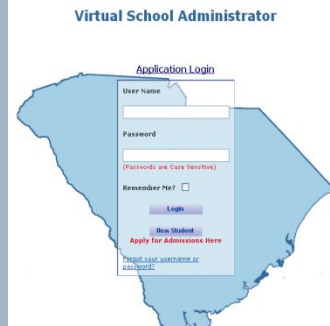 Virtual School Administrator
Application Login
User Name
Password
(Passwords are Case Sensitive)
Remember Me?
Login
New Student
Apply for Admissions Here
Forgot your username or
password?